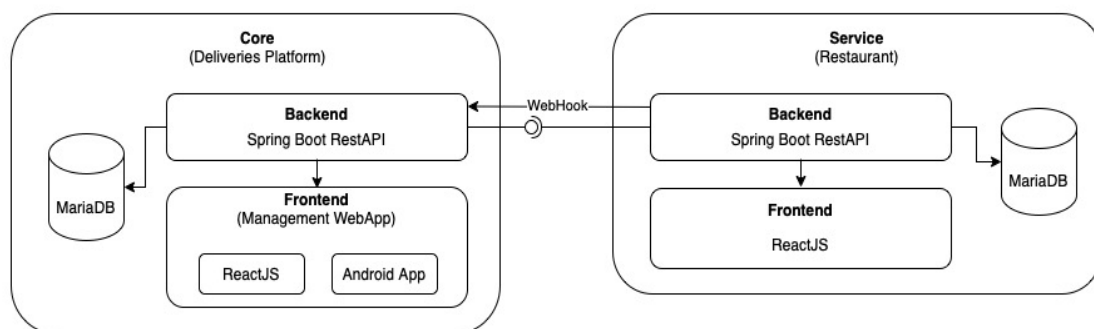 Core
(Deliveries Platform)
Backend
Spring Boot RestAPI
MariaDB
Frontend
(Management WebApp)
ReactJS
Android App
WebHook
Service
(Restaurant)
Backend
Spring Boot RestAPI
MariaDB
Frontend
ReactJS